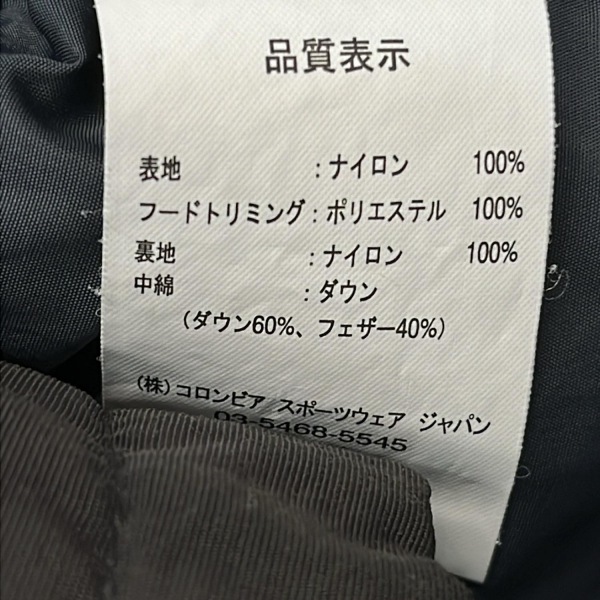 品質表示
表地 : ナイロン 100%
フードトリミング : ポリエステル 100%
裏地 : ナイロン 100%
中綿 : ダウン
(ダウン60%、フェザー40%)
(株) コロンビア スポーツウェア ジャパン
03-5468-5545